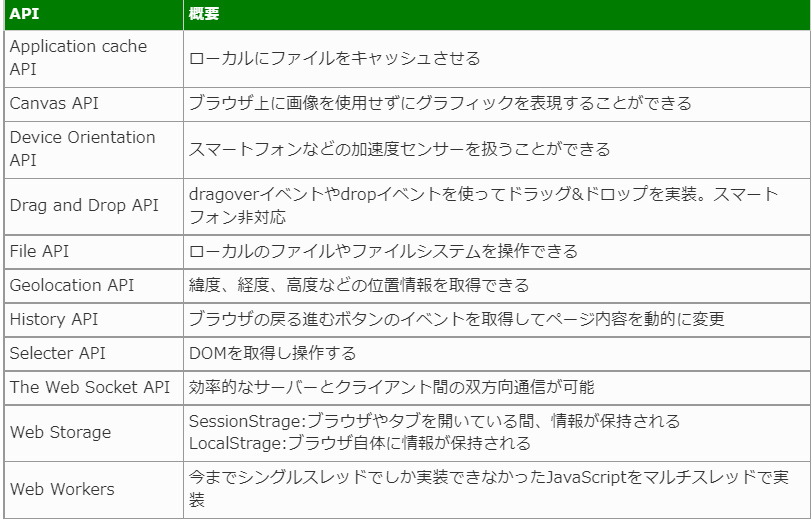 API 概要
Application cache
API
ローカルにファイルをキャッシュさせる
Canvas API ブラウザ上に画像を使用せずにグラフィックを表現することができる
Device Orientation
API
スマートフォンなどの加速度センサーを扱うことができる
Drag and Drop API
dragoverイベントやdropイベントを使ってドラッグ&ドロップを実装。スマート
フォン非対応
File API ローカルのファイルやファイルシステムを操作できる
Geolocation API 緯度、経度、高度などの位置情報を取得できる
History API ブラウザの戻る進むボタンのイベントを取得してページ内容を動的に変更
Selecter API DOMを取得し操作する
The Web Socket API 効率的なサーバーとクライアント間の双方向通信が可能
Web Storage
SessionStrage:ブラウザやタブを開いている間、情報が保持される
LocalStrage:ブラウザ自体に情報が保持される
Web Workers
今までシングルスレッドでしか実装できなかったJavaScriptをマルチスレッドで実
装